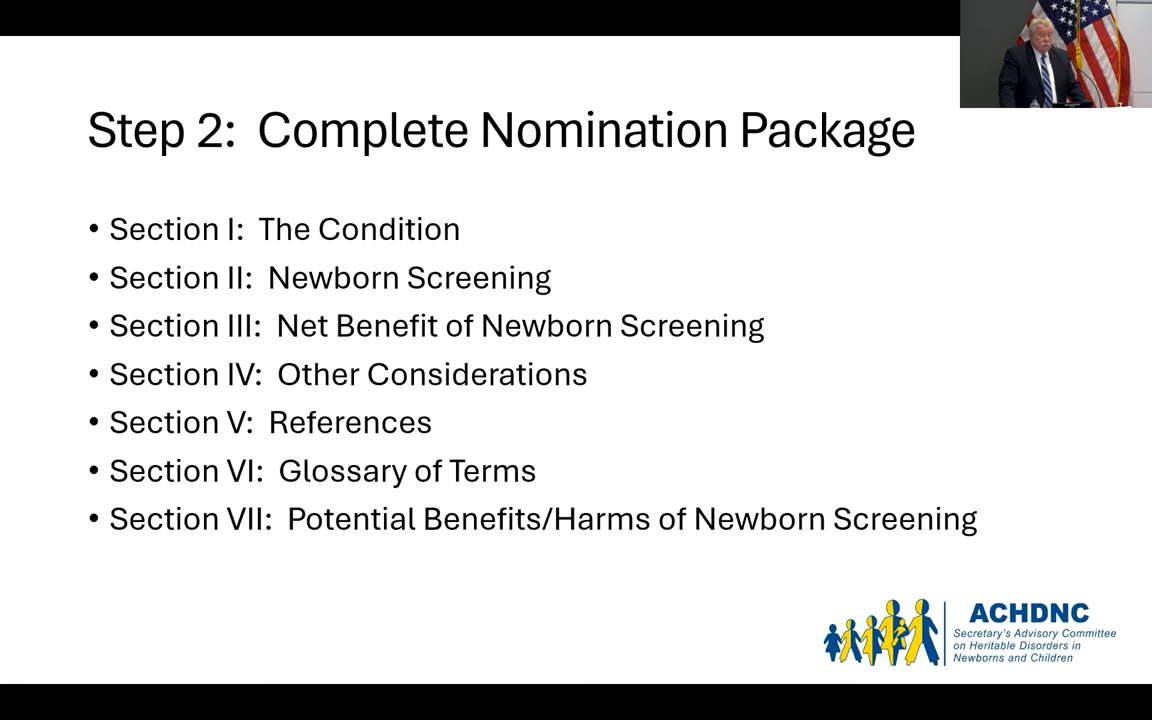 Step 2:  Complete Nomination Package
• Section I:  The Condition
• Section II:  Newborn Screening
• Section III:  Net Benefit of Newborn Screening
• Section IV:  Other Considerations
• Section V:  References
• Section VI:  Glossary of Terms
• Section VII:  Potential Benefits/Harms of Newborn Screening
ACHDNC
Secretary's Advisory Committee
on Heritable Disorders in
Newborns and Children